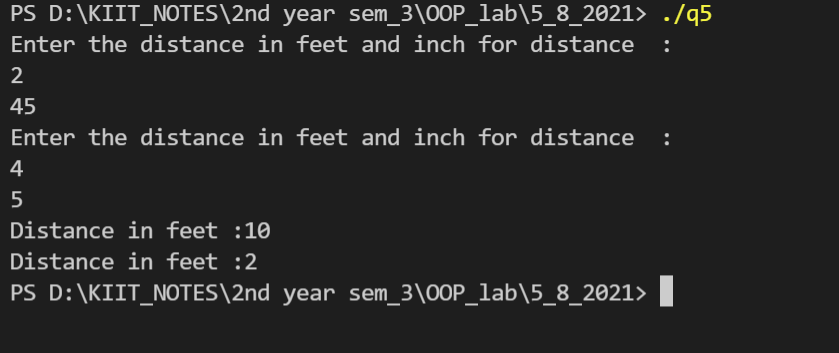 PS D:\KIIT_NOTES\2nd year sem_3\OOP_lab\5_8_2021> ./q5
Enter the distance in feet and inch for distance  :
2
45
Enter the distance in feet and inch for distance  :
4
5
Distance in feet :10
Distance in feet :2
PS D:\KIIT_NOTES\2nd year sem_3\OOP_lab\5_8_2021>